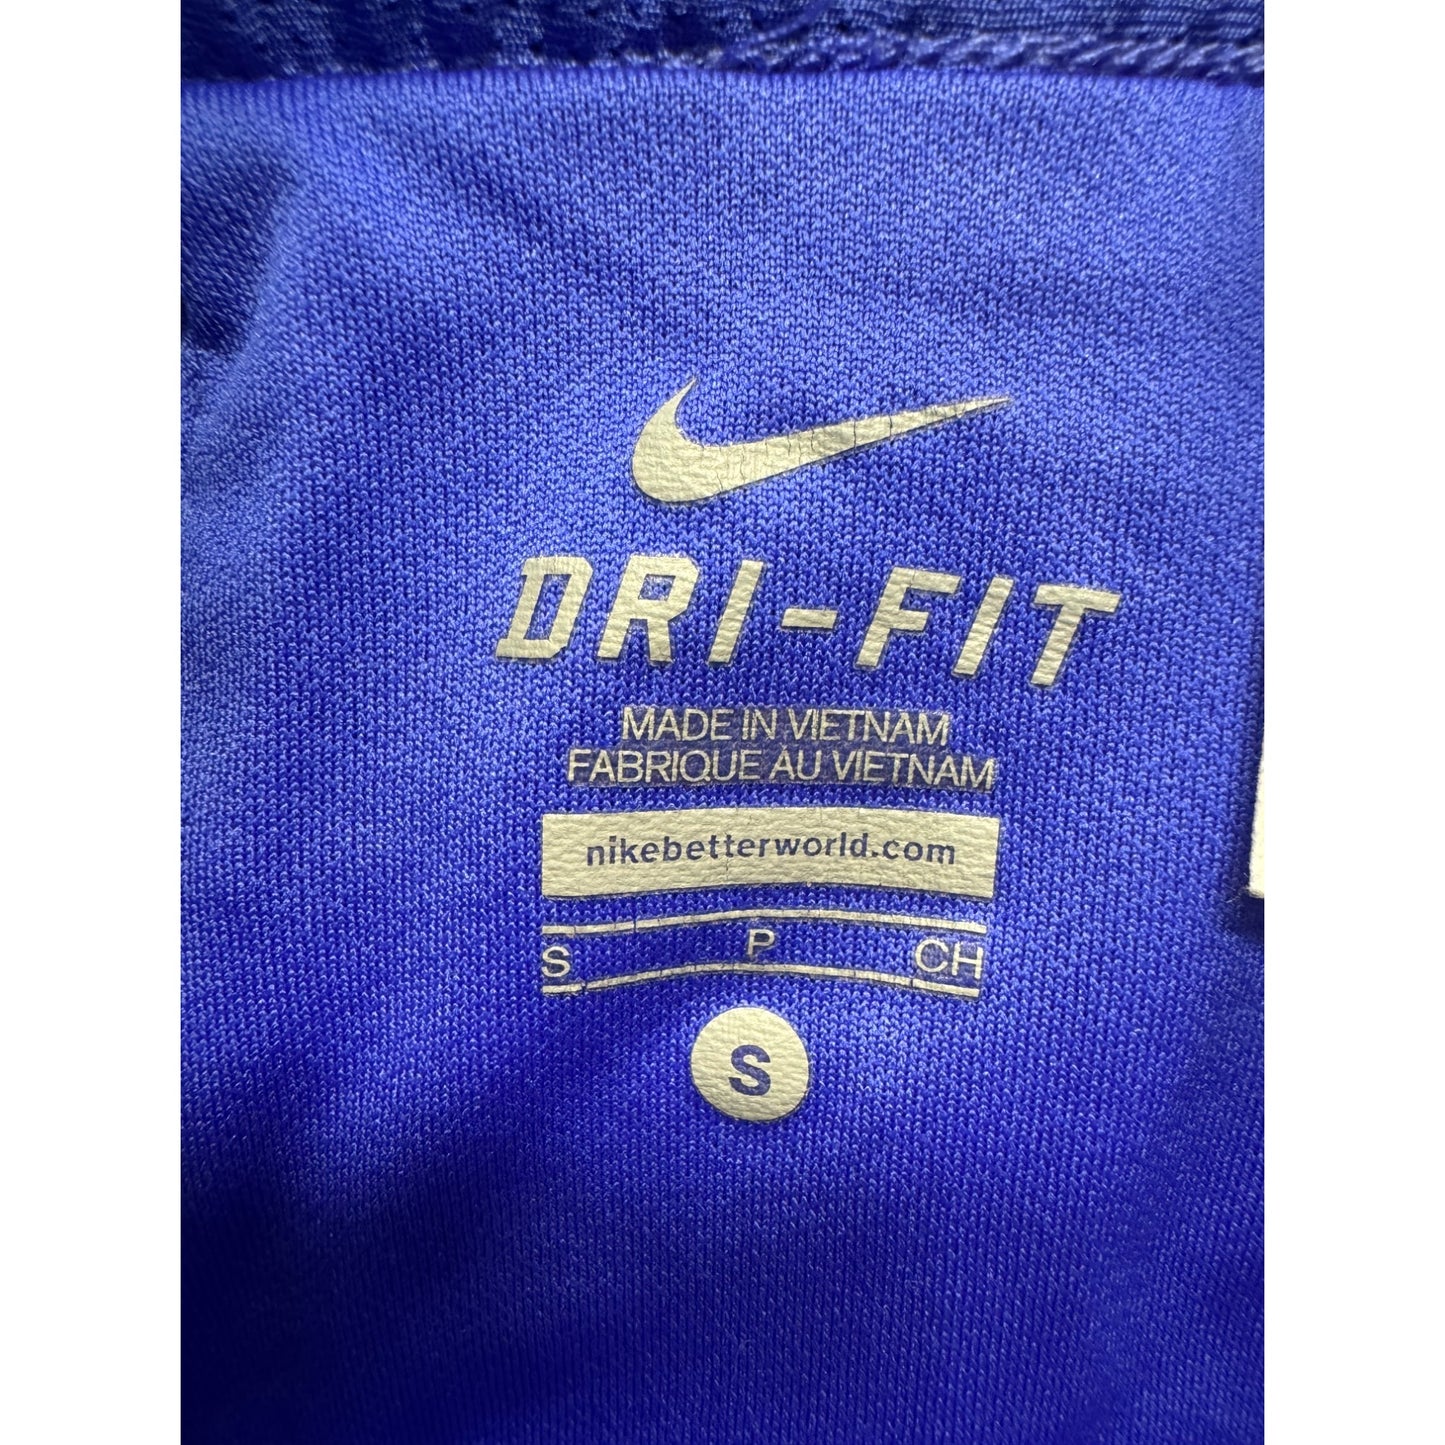 DRI-FIT
MADE IN VIETNAM
FABRIQUE AU VIETNAM
nikebetterworld.com
S P CH
S